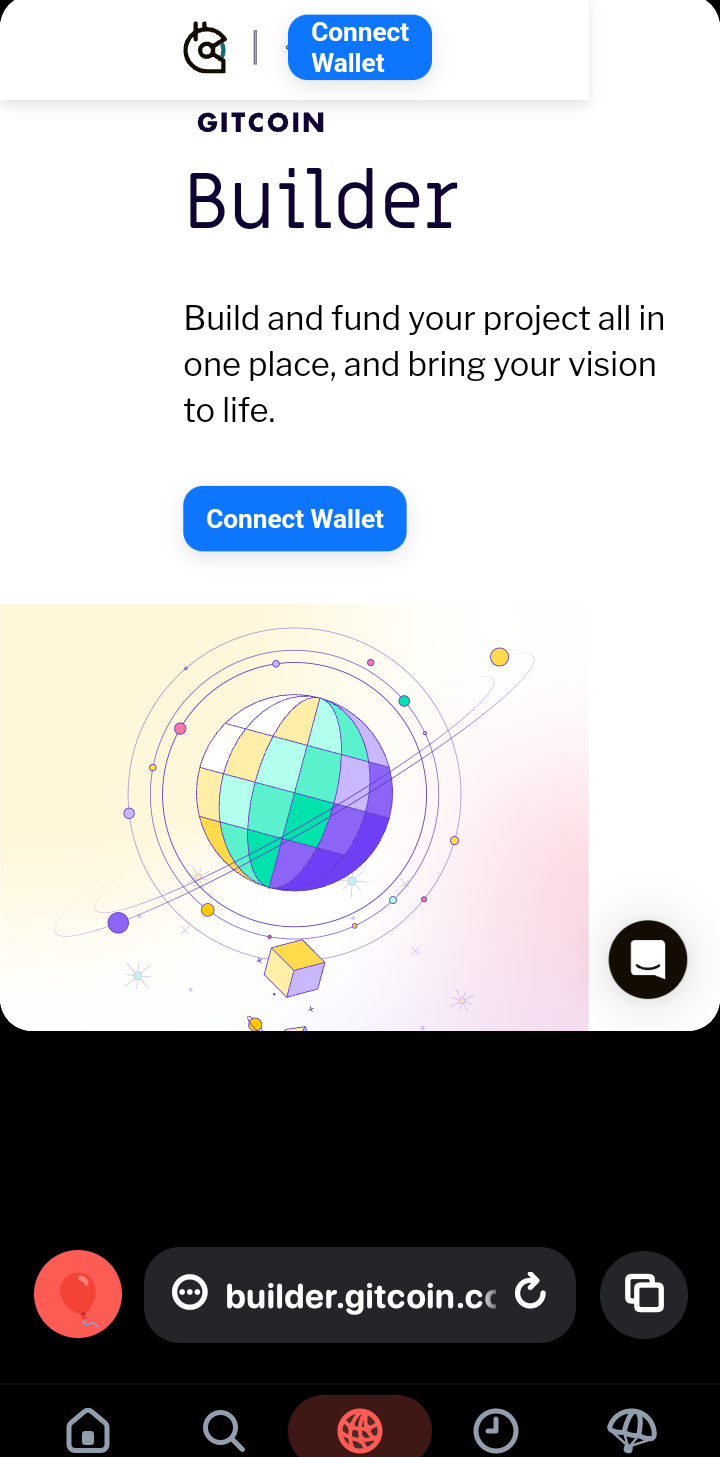 Connect
Wallet
GITCOIN
Builder
Build and fund your project all in
one place, and bring your vision
to life.
Connect Wallet
builder.gitcoin.c